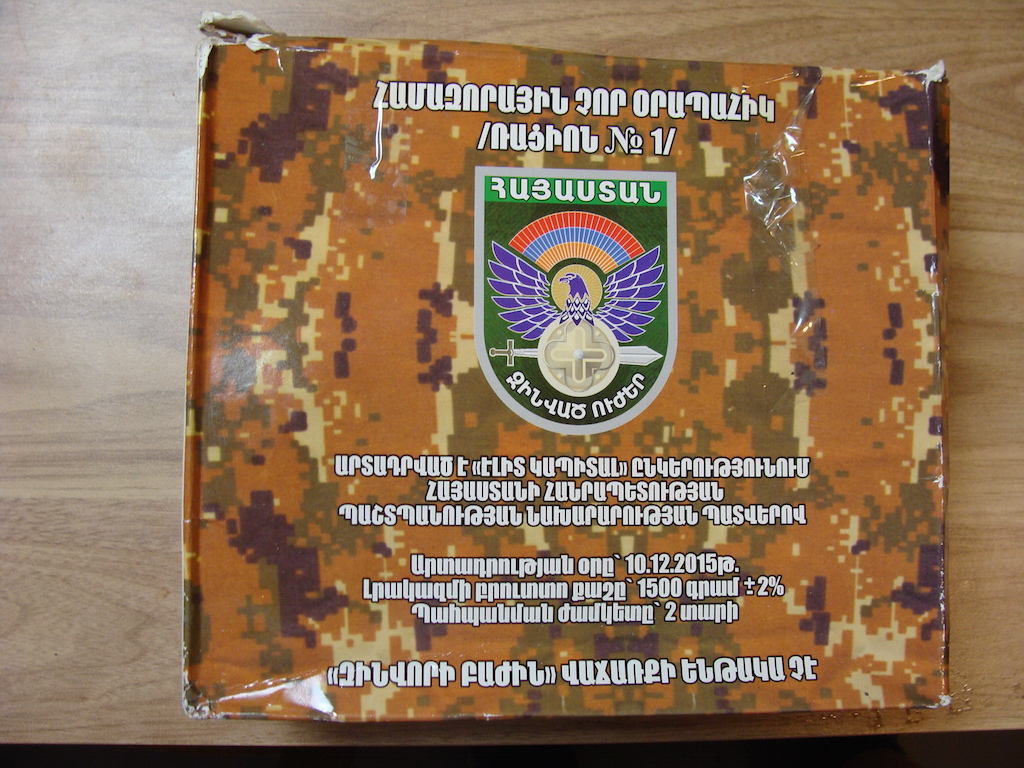 ՀԱՄԱԶՈՐԱՅԻՆ ՉՈՐ ՕՐԱՊԱՀԻԿ
/ՌԱՑԻՈՆ № 1/
ՀԱՅԱՍՏԱՆ
ԶԻՆՎԱԾ ՈՒԺԵՐ
ԱՐՏԱԴՐՎԱԾ Է «ԷԼԻՏ ԿԱՊԻՏԱԼ» ԸՆԿԵՐՈՒԹՅՈՒՆՈՒՄ
ՀԱՅԱՍՏԱՆԻ ՀԱՆՐԱՊԵՏՈՒԹՅԱՆ
ՊԱՇՏՊԱՆՈՒԹՅԱՆ ՆԱԽԱՐԱՐՈՒԹՅԱՆ ՊԱՏՎԵՐՈՎ
Արտադրության օրը՝ 10.12.2015թ.
Լրակազմի բրուտտո քաշը՝ 1500 գրամ ±2%
Պահպանման ժամկետը՝ 2 տարի
«ԶԻՆՎՈՐԻ ԲԱԺԻՆ» ՎԱՃԱՌՔԻ ԵՆԹԱԿԱ ՉԷ